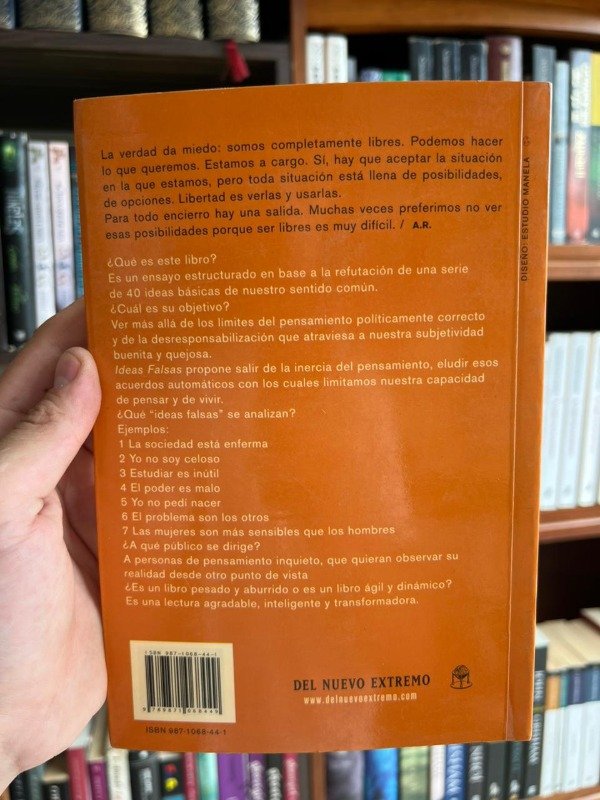 La verdad da miedo: somos completamente libres. Podemos hacer
lo que queremos. Estamos a cargo. Sí, hay que aceptar la situación
en la que estamos, pero toda situación está llena de posibilidades,
de opciones. Libertad es verlas y usarlas.
Para todo encierro hay una salida. Muchas veces preferimos no ver
esas posibilidades porque ser libres es muy difícil. / A.R.
¿Qué es este libro?
Es un ensayo estructurado en base a la refutación de una serie
de 40 ideas básicas de nuestro sentido común.
¿Cuál es su objetivo?
Ver más allá de los limites del pensamiento políticamente correcto
y de la desresponsabilización que atraviesa a nuestra subjetividad
buenita y quejosa.
Ideas Falsas propone salir de la inercia del pensamiento, eludir esos
acuerdos automáticos con los cuales limitamos nuestra capacidad
de pensar y de vivir.
¿Qué “ideas falsas” se analizan?
Ejemplos:
1 La sociedad está enferma
2 Yo no soy celoso
3 Estudiar es inútil
4 El poder es malo
5 Yo no pedí nacer
6 El problema son los otros
7 Las mujeres son más sensibles que los hombres
¿A qué público se dirige?
A personas de pensamiento inquieto, que quieran observar su
realidad desde otro punto de vista
¿Es un libro pesado y aburrido o es un libro ágil y dinámico?
Es una lectura agradable, inteligente y transformadora.
ISBN 987-1068-44-1
9 789871 068449
ISBN 987-1068-44-1
DEL NUEVO EXTREMO
www.delnuevoextremo.com
DISEÑO: ESTUDIO MANELA